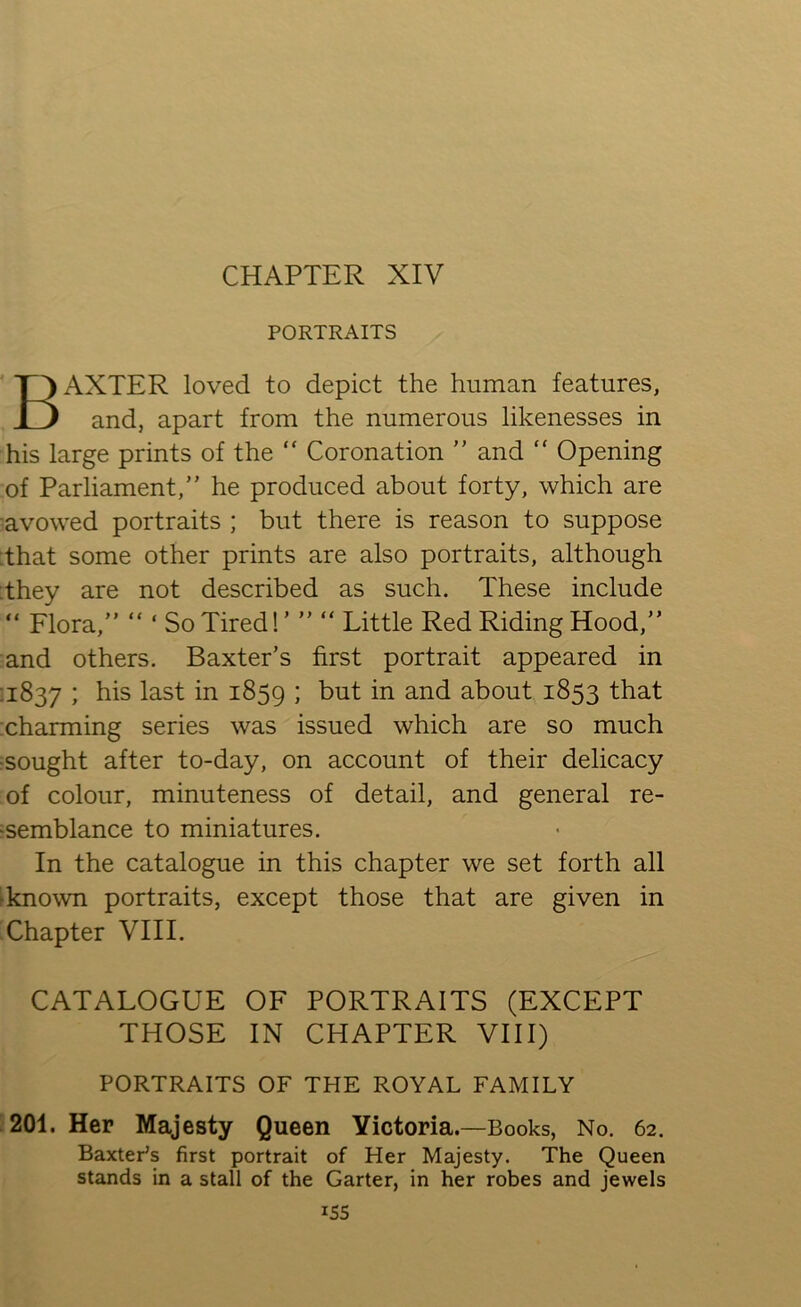 CHAPTER XIV
PORTRAITS
BAXTER loved to depict the human features,
and, apart from the numerous likenesses in
his large prints of the “ Coronation ” and “ Opening
of Parliament,” he produced about forty, which are
avowed portraits ; but there is reason to suppose
that some other prints are also portraits, although
they are not described as such. These include
“ Flora,” “ ‘ So Tired! ’ ” “ Little Red Riding Hood,”
and others. Baxter’s first portrait appeared in
1837 ; his last in 1859 ; but in and about 1853 that
charming series was issued which are so much
sought after to-day, on account of their delicacy
of colour, minuteness of detail, and general re-
semblance to miniatures.
In the catalogue in this chapter we set forth all
known portraits, except those that are given in
Chapter VIII.
CATALOGUE OF PORTRAITS (EXCEPT
THOSE IN CHAPTER VIII)
PORTRAITS OF THE ROYAL FAMILY
201. Her Majesty Queen Victoria.—Books, No. 62.
Baxter’s first portrait of Her Majesty. The Queen
stands in a stall of the Garter, in her robes and jewels
155